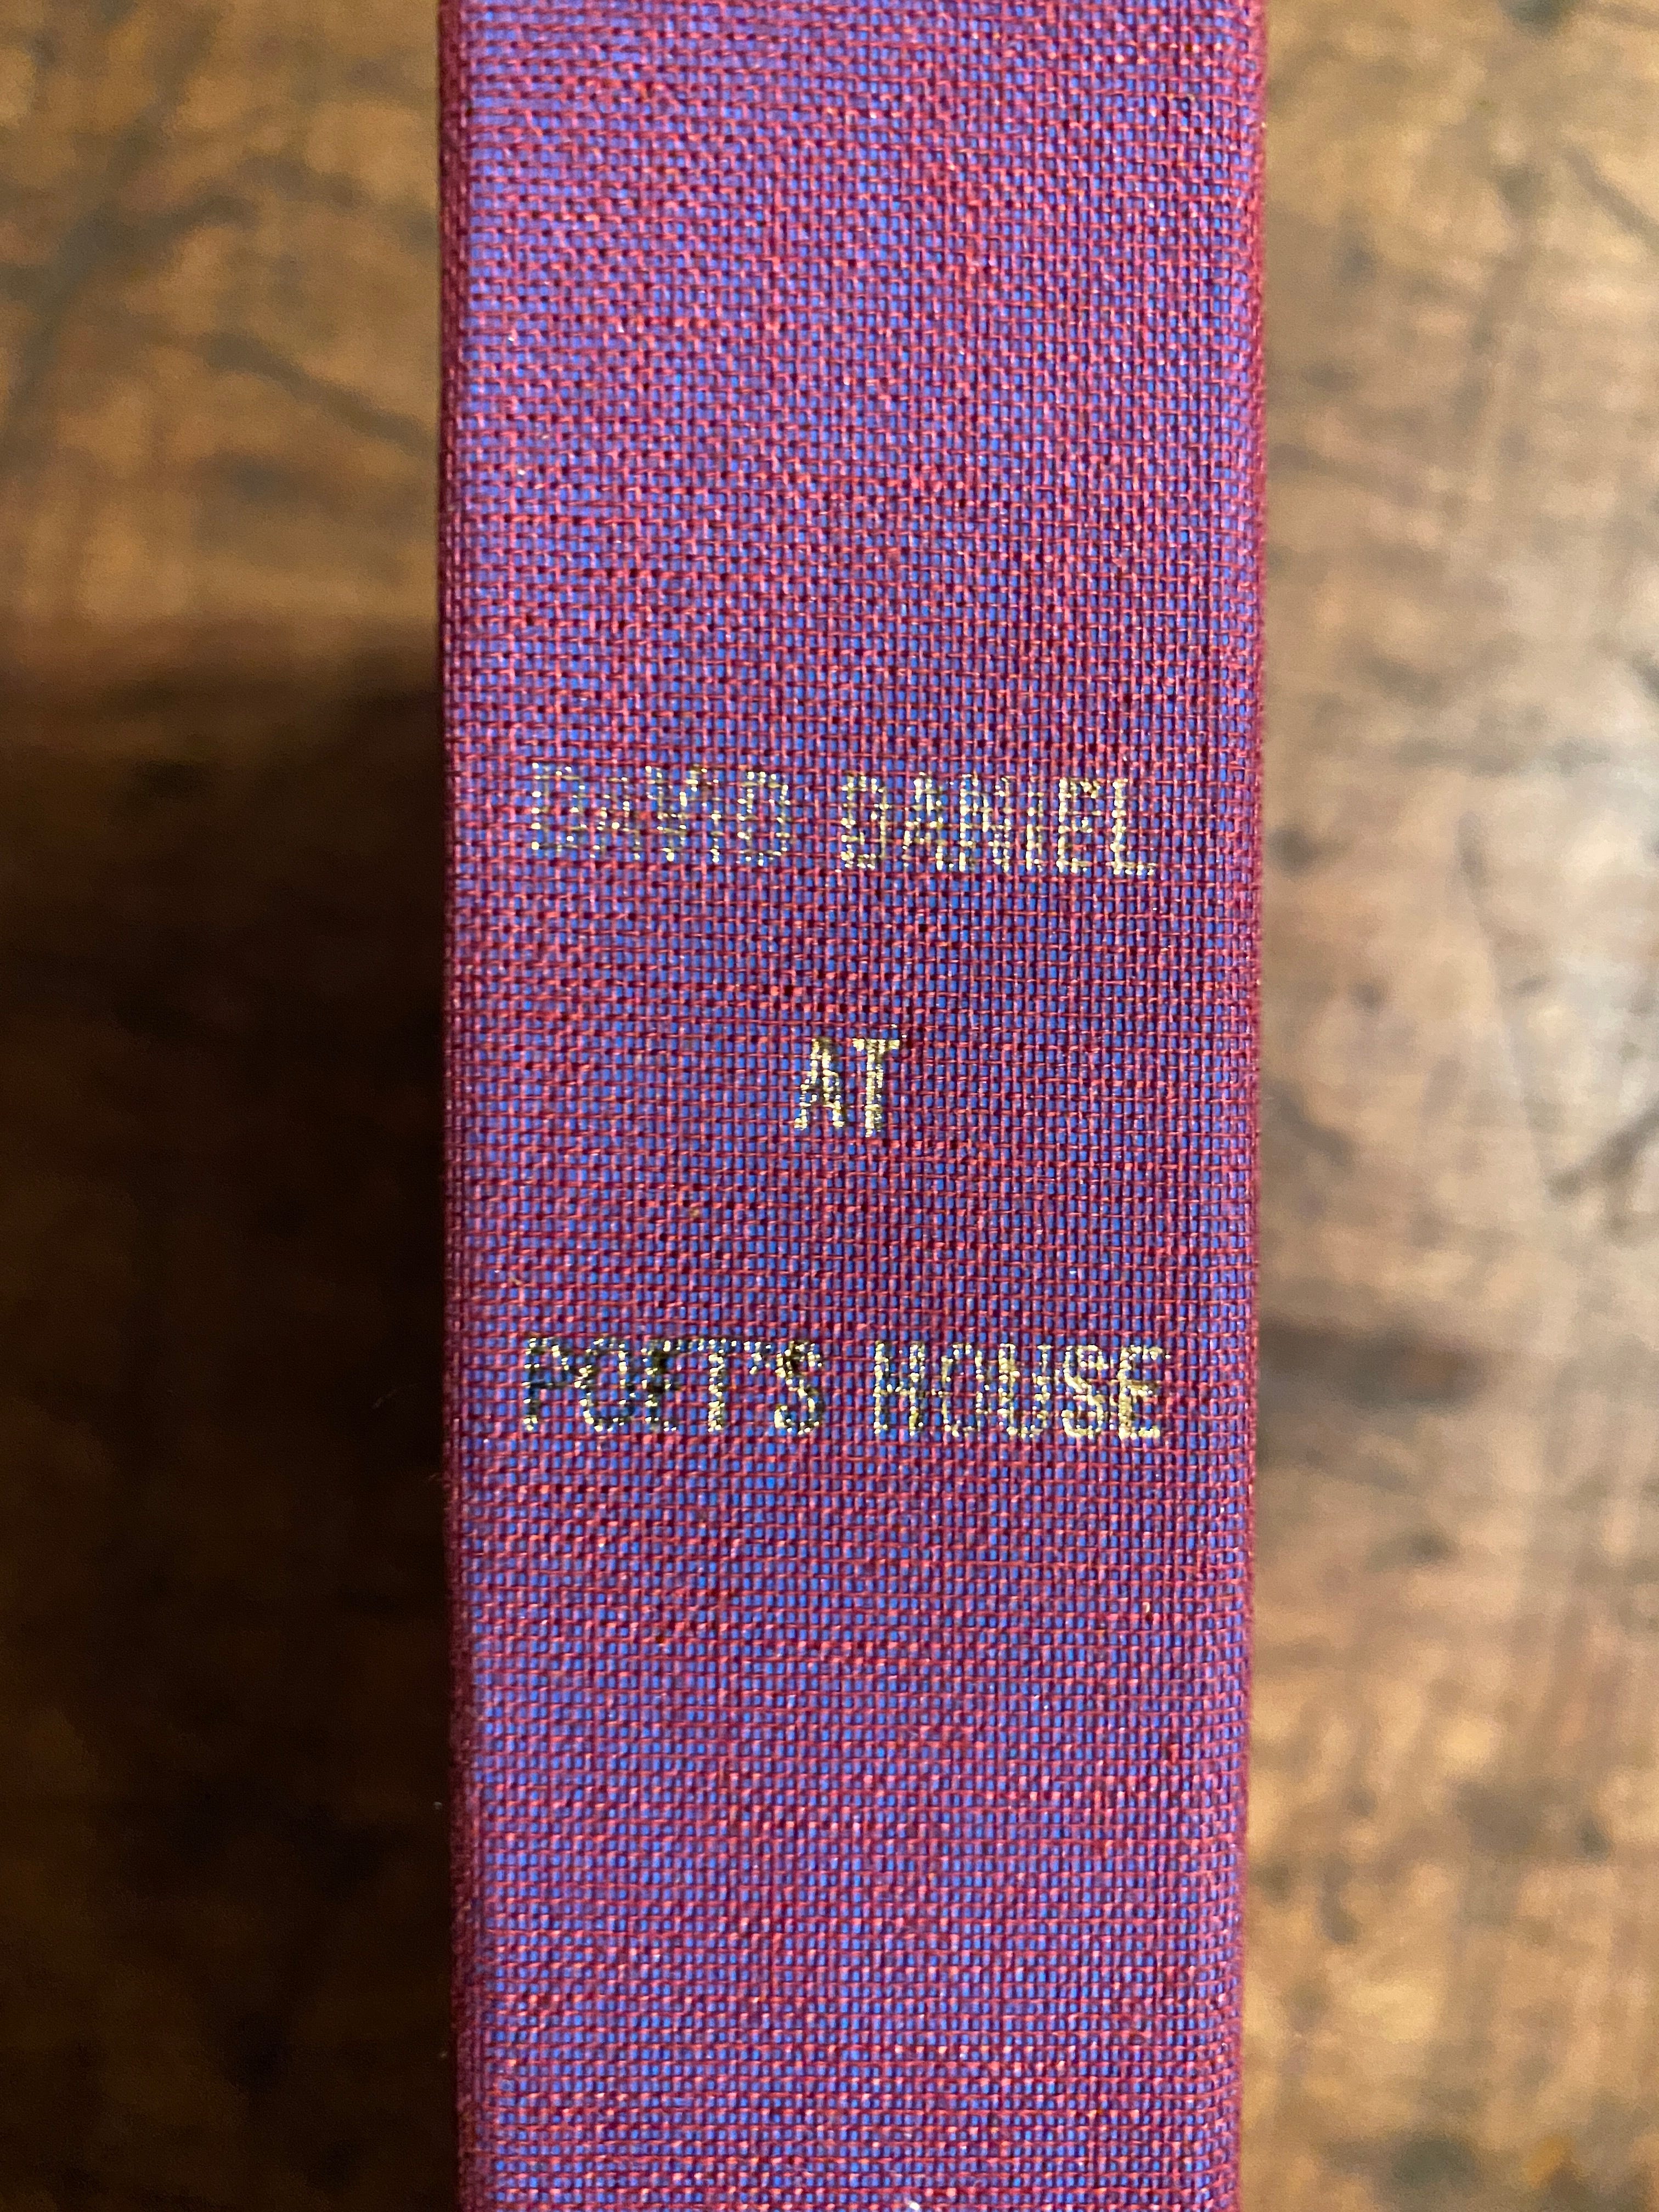 DAVID DANIEL
AT
POET'S HOUSE